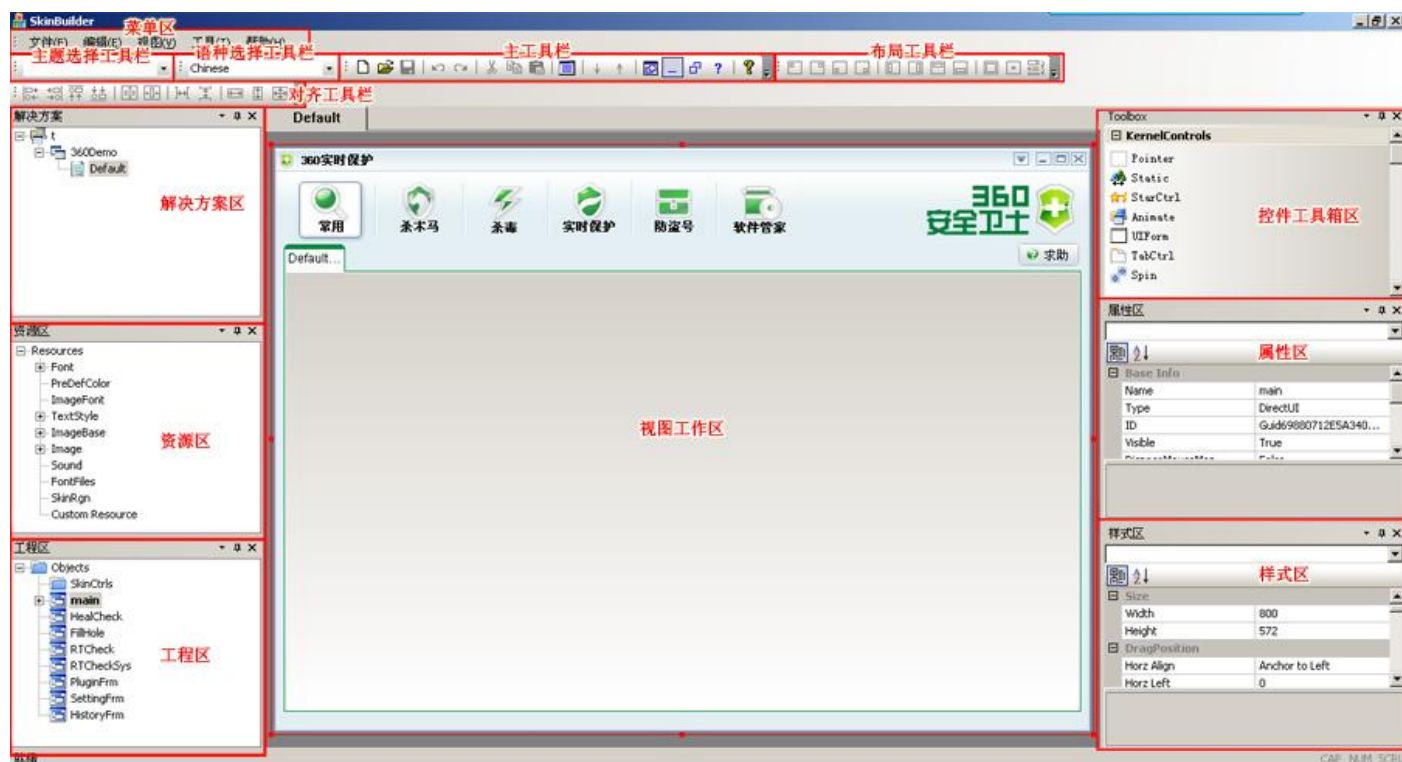 SkinBuilder
菜单区
文件(F) 编辑(E) 视图(V) 工具(T) 帮助(H)
主题选择工具栏 语种选择工具栏 主工具栏 布局工具栏
Chinese
对齐工具栏
解决方案
t
360Demo
Default
解决方案区
资源区
Resources
Font
PreDefColor
ImageFont
TextStyle
ImageBase
Image
Sound
FontFiles
SkinRgn
Custom Resource
资源区
工程区
Objects
SkinCtrls
main
HealCheck
FillHole
RTCheck
RTCheckSys
PluginFrm
SettingFrm
HistoryFrm
工程区
Default
360实时保护
常用 杀木马 杀毒 实时保护 防盗号 软件管家
360
安全卫士
Default...
求助
视图工作区
Toolbox
KernelControls
Pointer
Static
StarCtrl
Animate
UIForm
TabCtrl
Spin
控件工具箱区
属性区
属性区
Base Info
Name main
Type DirectUI
ID Guid69880712E5A340...
Visible True
样式区
样式区
Size
Width 800
Height 572
DragPosition
Horz Align Anchor to Left
Horz Left 0
CAP NUM SCRL